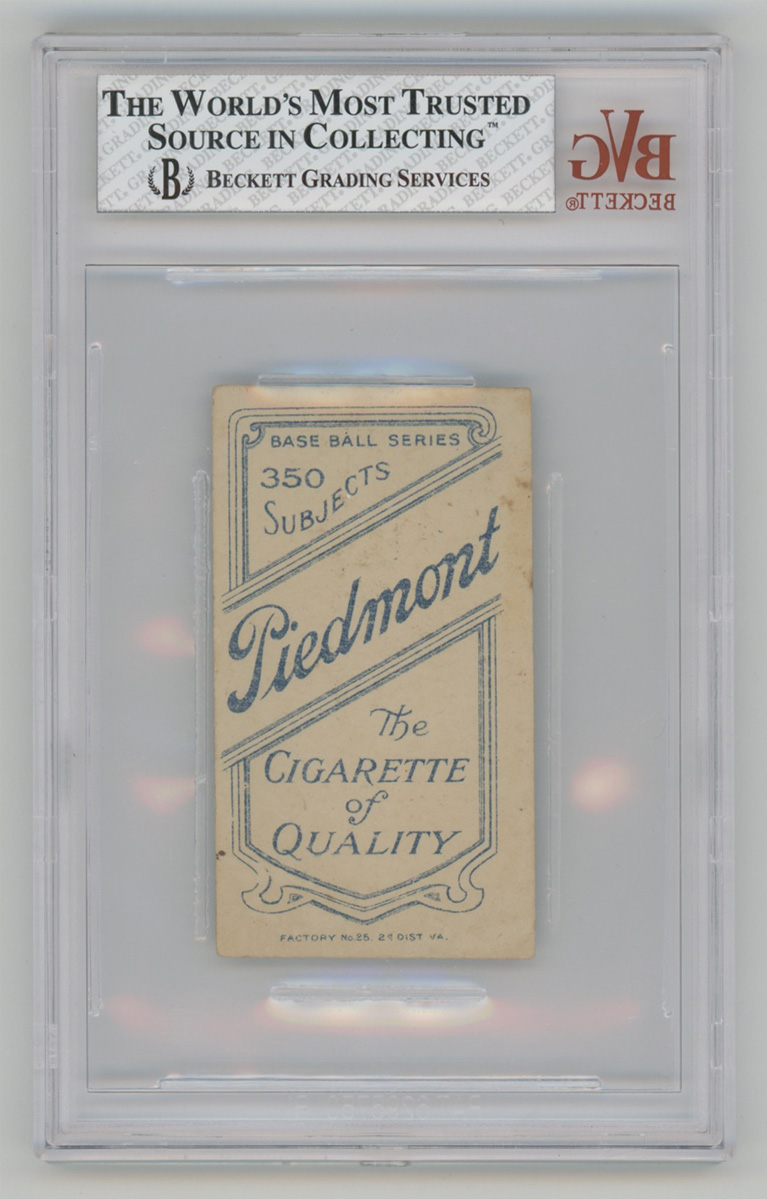 THE WORLD'S MOST TRUSTED
SOURCE IN COLLECTING™
B BECKETT GRADING SERVICES
BVG
BECKETT®
BASE BALL SERIES
350
SUBJECTS
Piedmont
The
CIGARETTE
of
QUALITY
FACTORY No. 25. 2d DIST VA.